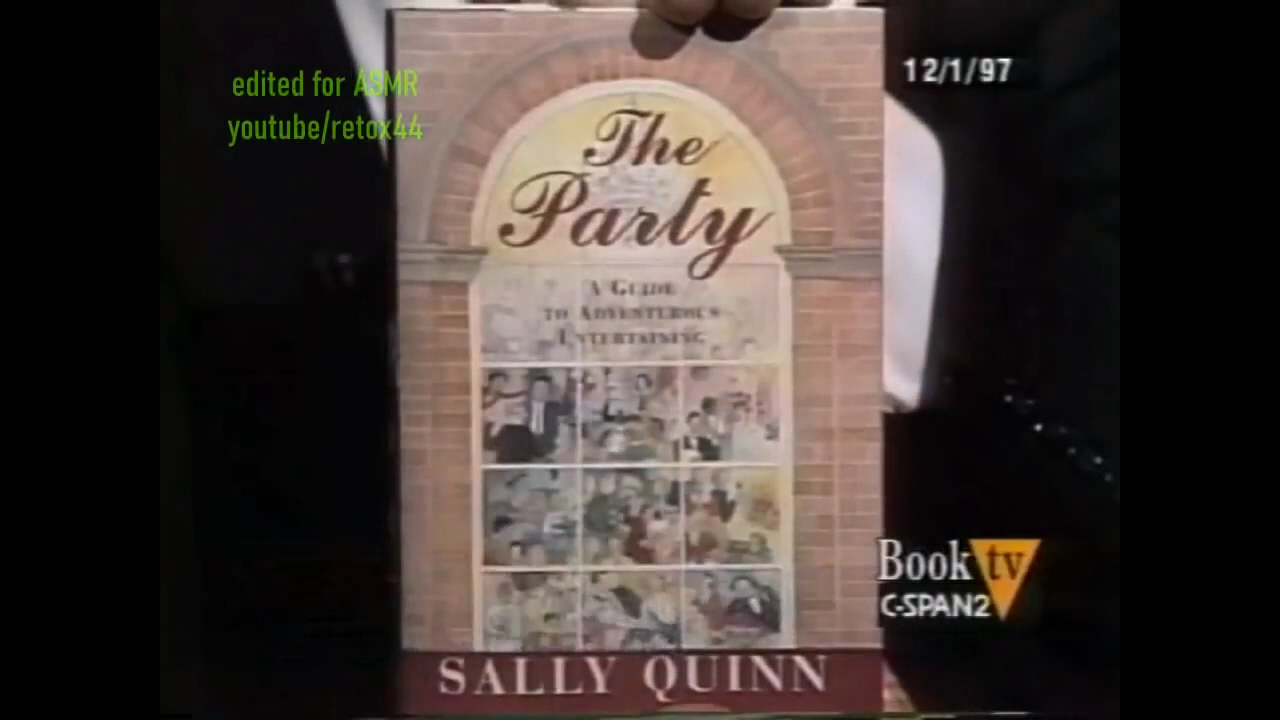 edited for ASMR
youtube/retox44
12/1/97
The
Party
A GUIDE
TO ADVENTUROUS
ENTERTAINING
SALLY QUINN
Book tv
C-SPAN2